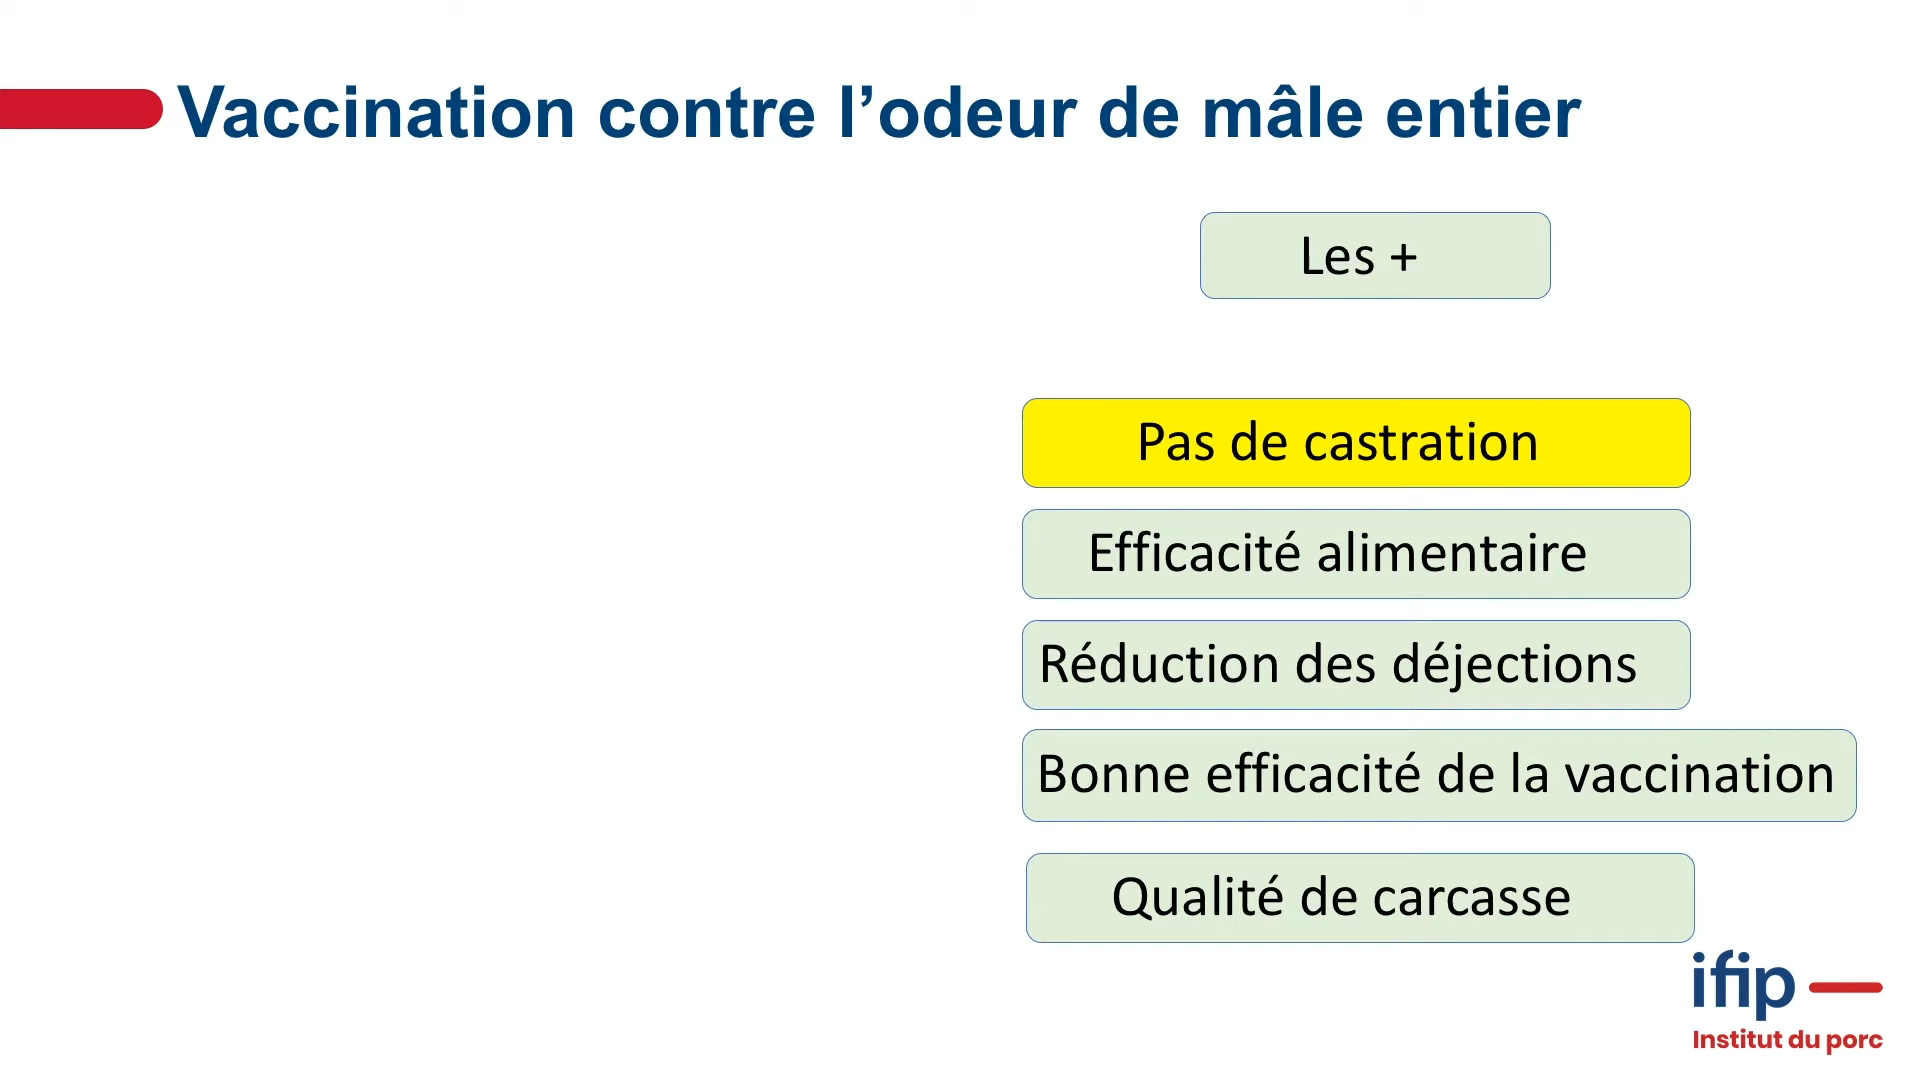 Vaccination contre l’odeur de mâle entier
Les +
Pas de castration
Efficacité alimentaire
Réduction des déjections
Bonne efficacité de la vaccination
Qualité de carcasse
ifip
Institut du porc